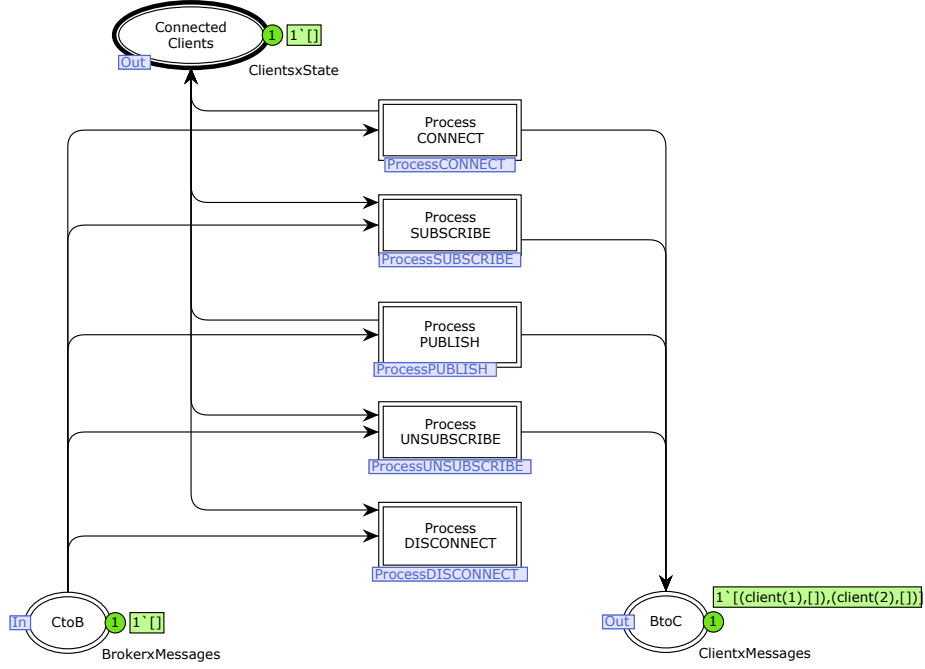 Connected
Clients
1
1`[]
Out
ClientsxState
Process
CONNECT
ProcessCONNECT
Process
SUBSCRIBE
ProcessSUBSCRIBE
Process
PUBLISH
ProcessPUBLISH
Process
UNSUBSCRIBE
ProcessUNSUBSCRIBE
Process
DISCONNECT
ProcessDISCONNECT
In
CtoB
1
1`[]
BrokerxMessages
1`[(client(1),[]),(client(2),[])]
Out
BtoC
1
ClientxMessages